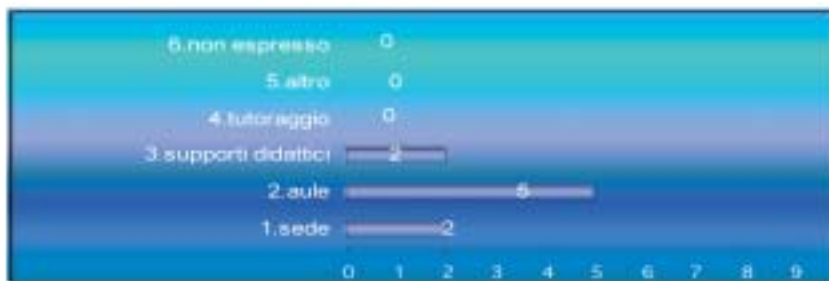 6.non espresso 0
5.altro 0
4.tutoraggio 0
3.supporti didattici 2
2.aule 5
1.sede 2
0 1 2 3 4 5 6 7 8 9